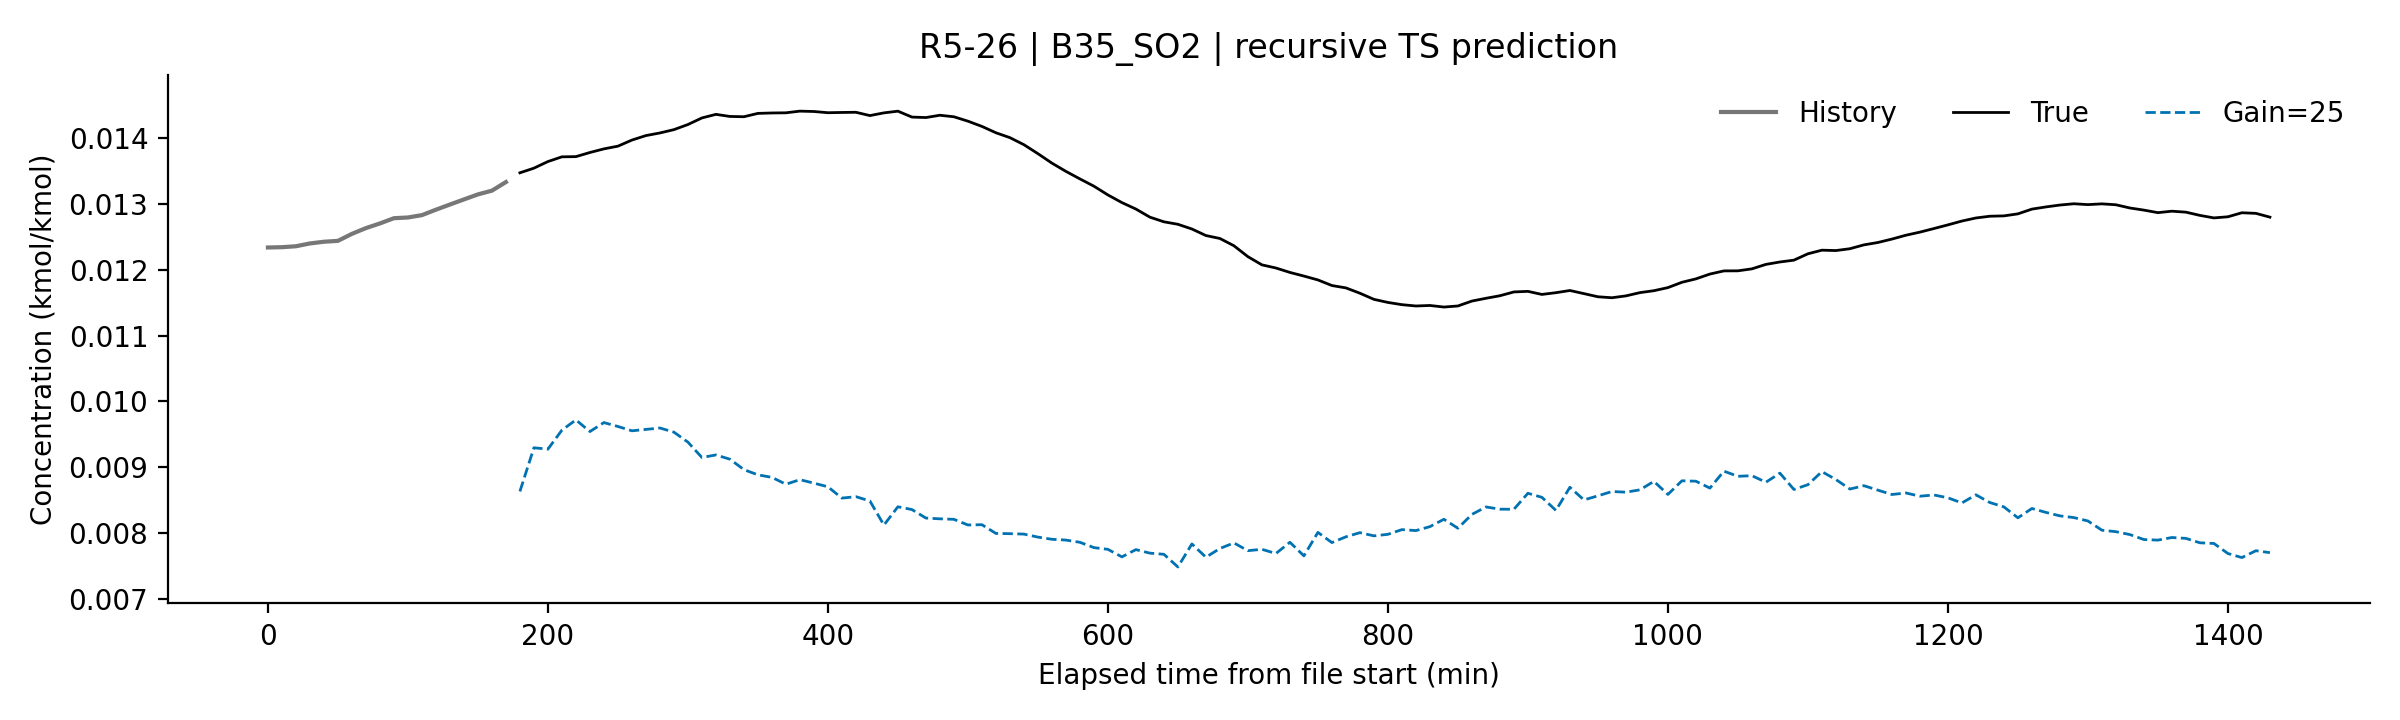 R5-26 | B35_SO2 | recursive TS prediction
History
True
Gain=25
Concentration (kmol/kmol)
0.014
0.013
0.012
0.011
0.010
0.009
0.008
0.007
0
200
400
600
800
1000
1200
1400
Elapsed time from file start (min)